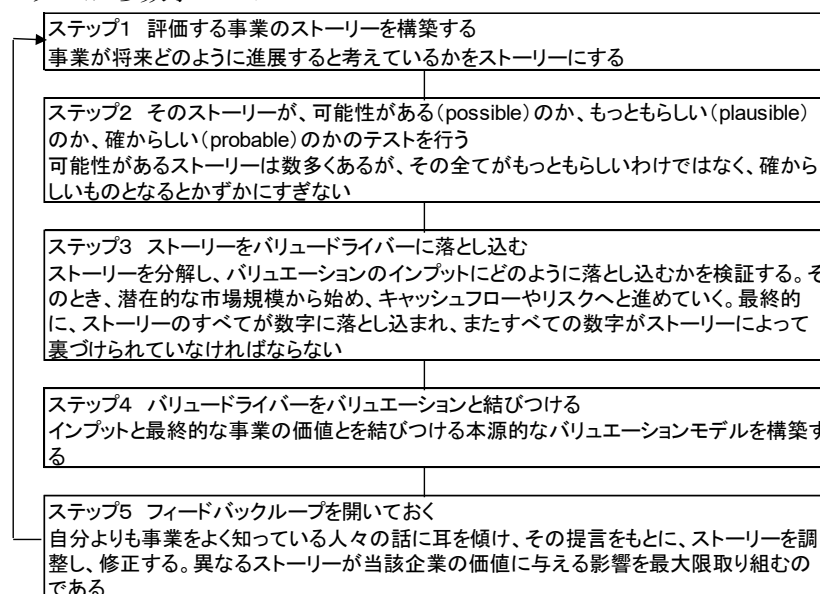 ステップ1　評価する事業のストーリーを構築する
事業が将来どのように進展すると考えているかをストーリーにする
ステップ2　そのストーリーが、可能性がある(possible)のか、もっともらしい(plausible)
のか、確からしい(probable)のかのテストを行う
可能性があるストーリーは数多くあるが、その全てがもっともらしいわけではなく、確から
しいものとなるとかずかにすぎない
ステップ3　ストーリーをバリュードライバーに落とし込む
ストーリーを分解し、バリュエーションのインプットにどのように落とし込むかを検証する。そ
のとき、潜在的な市場規模から始め、キャッシュフローやリスクへと進めていく。最終的
に、ストーリーのすべてが数字に落とし込まれ、またすべての数字がストーリーによって
裏づけられていなければならない
ステップ4　バリュードライバーをバリュエーションと結びつける
インプットと最終的な事業の価値とを結びつける本源的なバリュエーションモデルを構築す
る
ステップ5　フィードバックループを開いておく
自分よりも事業をよく知っている人々の話に耳を傾け、その提言をもとに、ストーリーを調
整し、修正する。異なるストーリーが当該企業の価値に与える影響を最大限取り組むの
である